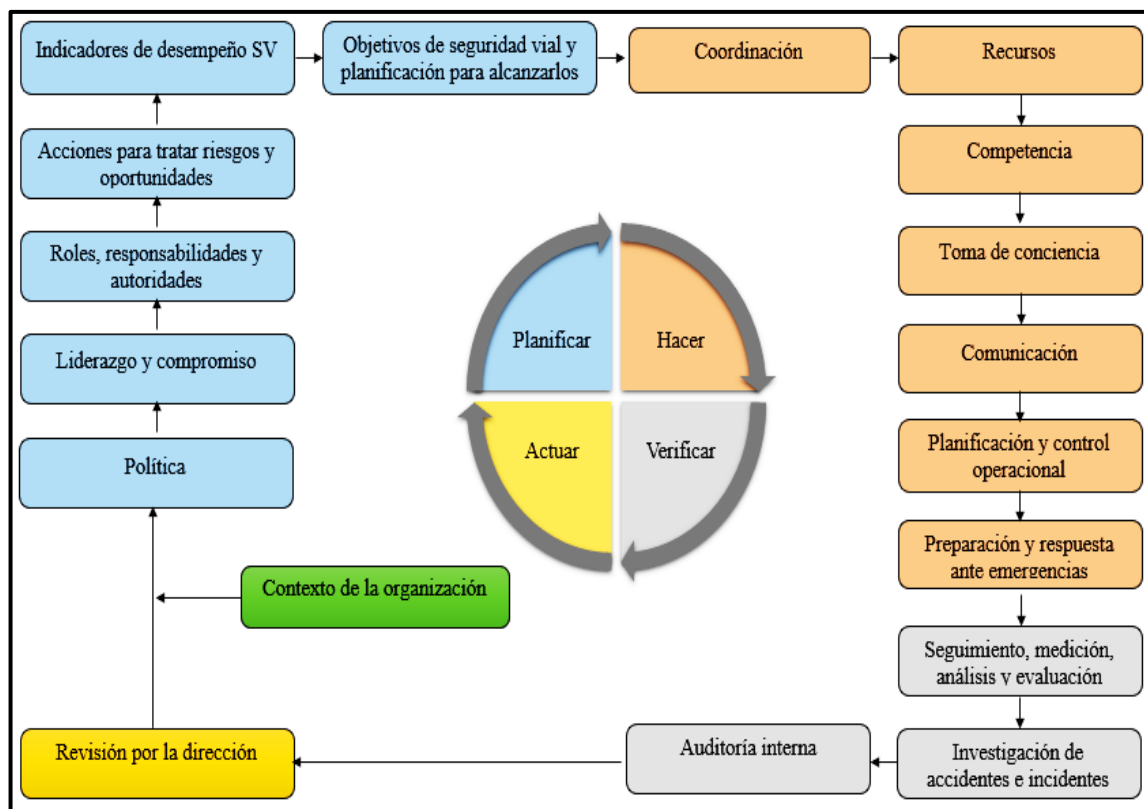 Indicadores de desempeño SV
Objetivos de seguridad vial y
planificación para alcanzarlos
Coordinación
Recursos
Acciones para tratar riesgos y
oportunidades
Competencia
Roles, responsabilidades y
autoridades
Toma de conciencia
Liderazgo y compromiso
Comunicación
Planificar
Hacer
Política
Planificación y control
operacional
Actuar
Verificar
Preparación y respuesta
ante emergencias
Contexto de la organización
Seguimiento, medición,
análisis y evaluación
Revisión por la dirección
Auditoría interna
Investigación de
accidentes e incidentes